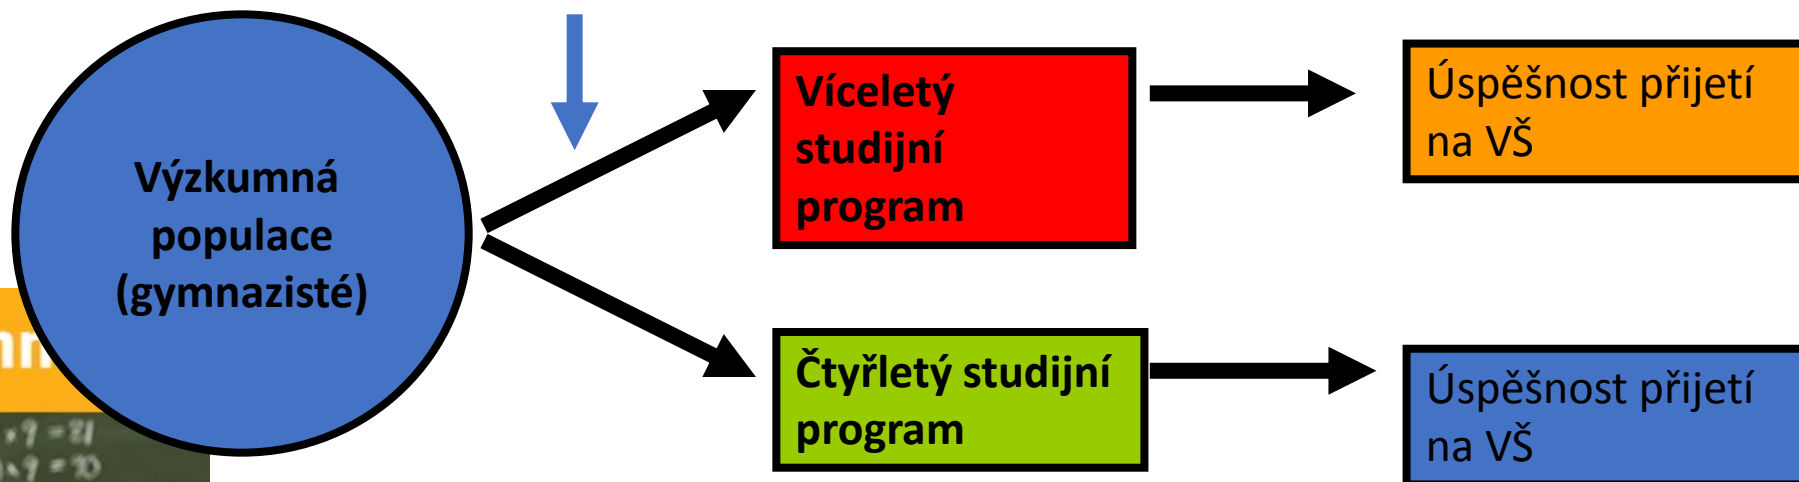 Výzkumná
populace
(gymnazisté)
Víceletý
studijní
program
Úspěšnost přijetí
na VŠ
Čtyřletý studijní
program
Úspěšnost přijetí
na VŠ